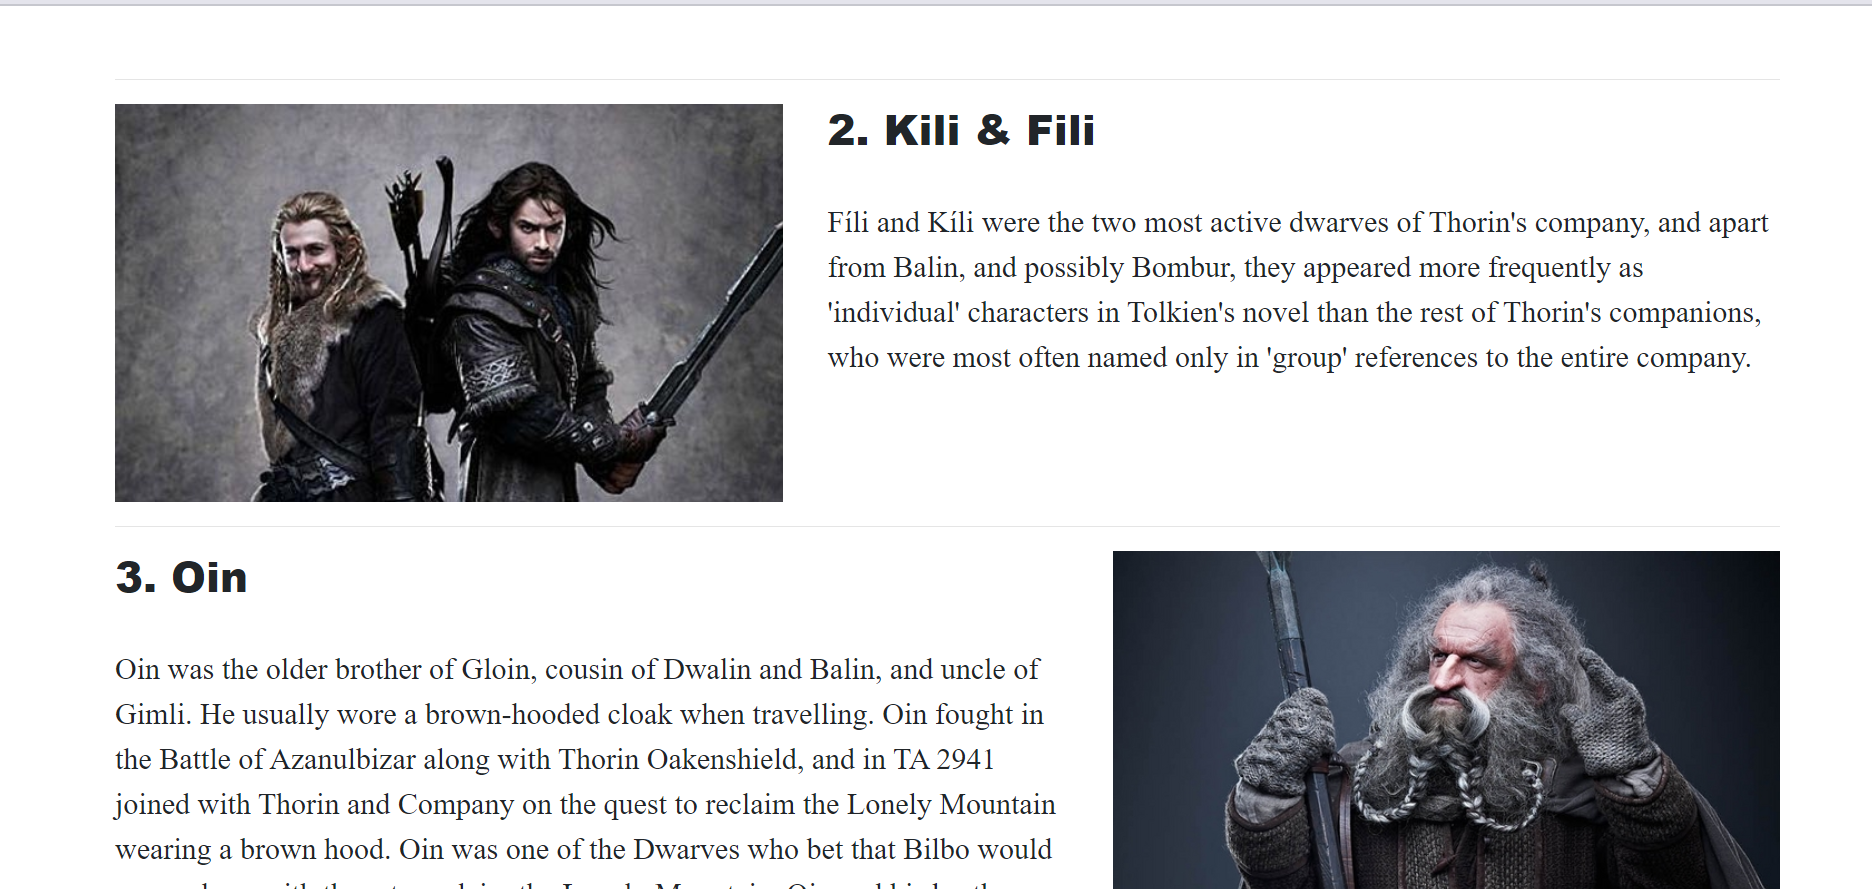 2. Kili & Fili
Fíli and Kíli were the two most active dwarves of Thorin's company, and apart
from Balin, and possibly Bombur, they appeared more frequently as
'individual' characters in Tolkien's novel than the rest of Thorin's companions,
who were most often named only in 'group' references to the entire company.
3. Oin
Oin was the older brother of Gloin, cousin of Dwalin and Balin, and uncle of
Gimli. He usually wore a brown-hooded cloak when travelling. Oin fought in
the Battle of Azanulbizar along with Thorin Oakenshield, and in TA 2941
joined with Thorin and Company on the quest to reclaim the Lonely Mountain
wearing a brown hood. Oin was one of the Dwarves who bet that Bilbo would